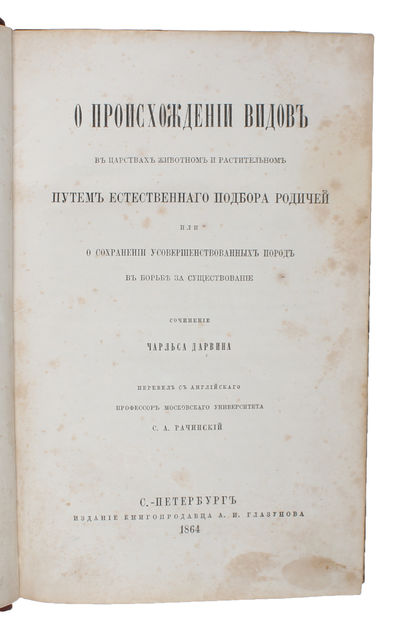 О ПРОИСХОЖДЕНІИ ВИДОВЪ
ВЪ ЦАРСТВАХЪ ЖИВОТНОМЪ И РАСТИТЕЛЬНОМЪ
ПУТЕМЪ ЕСТЕСТВЕННАГО ПОДБОРА РОДИЧЕЙ
ИЛИ
О СОХРАНЕНІИ УСОВЕРШЕНСТВОВАННЫХЪ ПОРОДЪ
ВЪ БОРЬБѢ ЗА СУЩЕСТВОВАНІЕ
СОЧИНЕНІЕ
ЧАРЛЬСА ДАРВИНА
ПЕРЕВЕЛЪ СЪ АНГЛІЙСКАГО
ПРОФЕССОРЪ МОСКОВСКАГО УНИВЕРСИТЕТА
С. А. РАЧИНСКІЙ
С.-ПЕТЕРБУРГЪ
ИЗДАНІЕ КНИГОПРОДАВЦА А. И. ГЛАЗУНОВА
1864